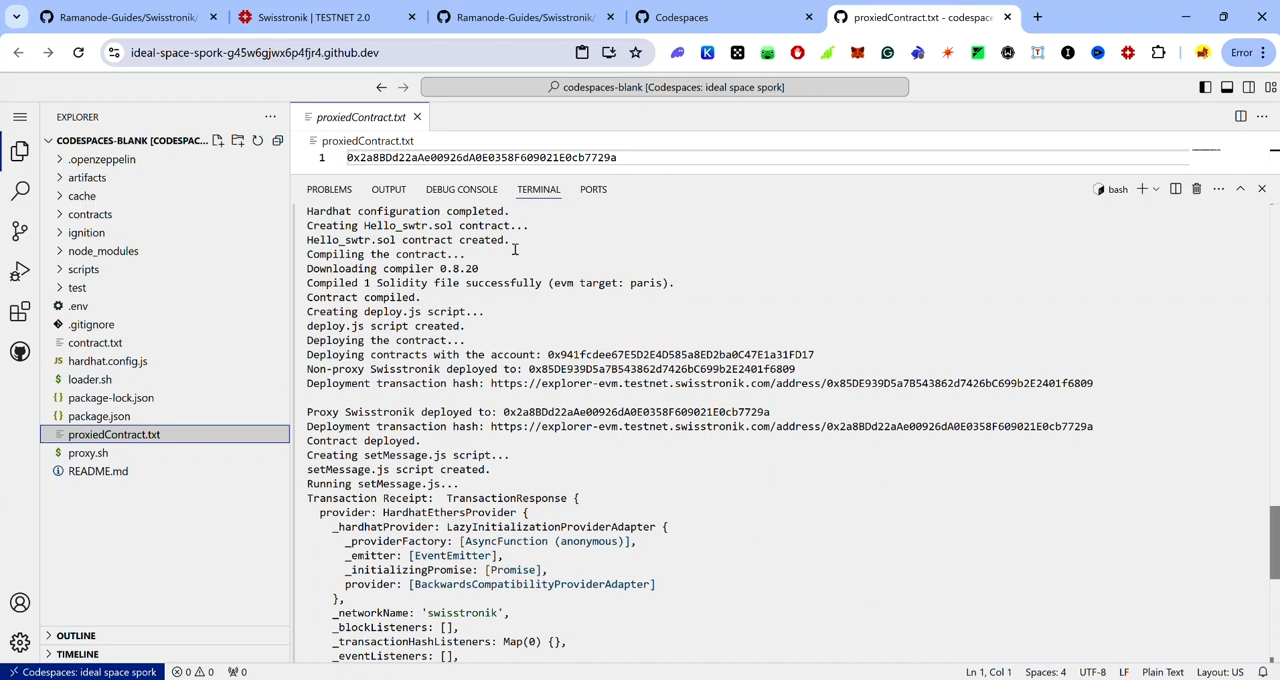 Ramanode-Guides/Swisstronik/
Swisstronik | TESTNET 2.0
Ramanode-Guides/Swisstronik/
Codespaces
proxiedContract.txt - codespace
ideal-space-spork-g45w6gjwx6p4fjr4.github.dev
Error
codespaces-blank [Codespaces: ideal space spork]
EXPLORER
CODESPACES-BLANK [CODESPAC...
.openzeppelin
artifacts
cache
contracts
ignition
node_modules
scripts
test
.env
.gitignore
contract.txt
JS hardhat.config.js
$ loader.sh
{} package-lock.json
{} package.json
proxiedContract.txt
$ proxy.sh
README.md
OUTLINE
TIMELINE
proxiedContract.txt
proxiedContract.txt
1 0x2a8BDd22aAe00926dA0E0358F609021E0cb7729a
PROBLEMS OUTPUT DEBUG CONSOLE TERMINAL PORTS
bash
Hardhat configuration completed.
Creating Hello_swtr.sol contract...
Hello_swtr.sol contract created.
Compiling the contract...
Downloading compiler 0.8.20
Compiled 1 Solidity file successfully (evm target: paris).
Contract compiled.
Creating deploy.js script...
deploy.js script created.
Deploying the contract...
Deploying contracts with the account: 0x941fcdee67E5D2E4D585a8ED2ba0C47E1a31FD17
Non-proxy Swisstronik deployed to: 0x85DE939D5a7B543862d7426bC699b2E2401f6809
Deployment transaction hash: https://explorer-evm.testnet.swisstronik.com/address/0x85DE939D5a7B543862d7426bC699b2E2401f6809
Proxy Swisstronik deployed to: 0x2a8BDd22aAe00926dA0E0358F609021E0cb7729a
Deployment transaction hash: https://explorer-evm.testnet.swisstronik.com/address/0x2a8BDd22aAe00926dA0E0358F609021E0cb7729a
Contract deployed.
Creating setMessage.js script...
setMessage.js script created.
Running setMessage.js...
Transaction Receipt:  TransactionResponse {
provider: HardhatEthersProvider {
_hardhatProvider: LazyInitializationProviderAdapter {
_providerFactory: [AsyncFunction (anonymous)],
_emitter: [EventEmitter],
_initializingPromise: [Promise],
provider: [BackwardsCompatibilityProviderAdapter]
},
_networkName: 'swisstronik',
_blockListeners: [],
_transactionHashListeners: Map(0) {},
_eventListeners: [],
Codespaces: ideal space spork
0 0 0
Ln 1, Col 1 Spaces: 4 UTF-8 LF Plain Text Layout: US